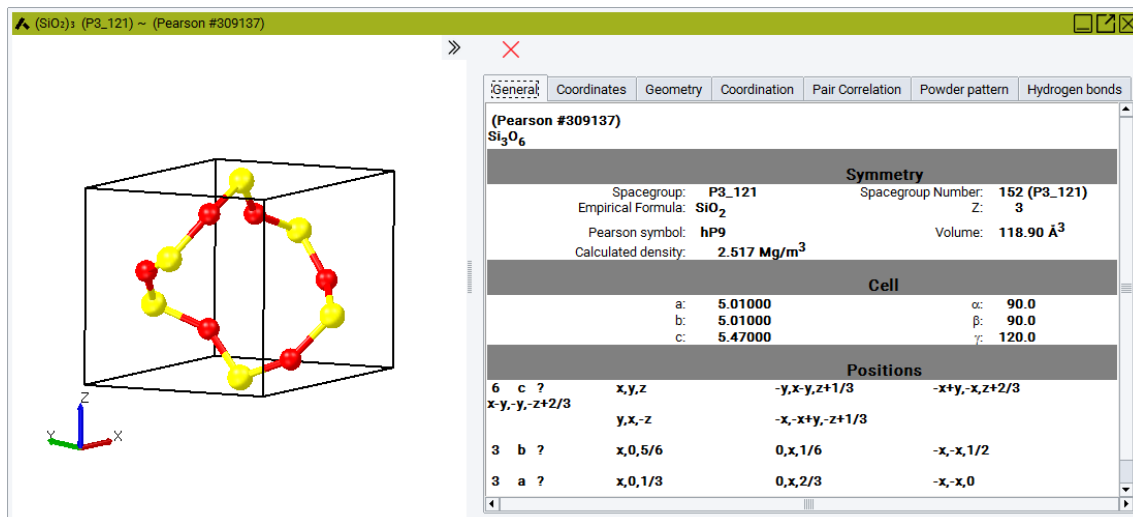 (SiO₂)₃ (P3_121) ~ (Pearson #309137)
General Coordinates Geometry Coordination Pair Correlation Powder pattern Hydrogen bonds
(Pearson #309137)
Si₃O₆
Symmetry
Spacegroup: P3_121 Spacegroup Number: 152 (P3_121)
Empirical Formula: SiO₂ Z: 3
Pearson symbol: hP9 Volume: 118.90 Å³
Calculated density: 2.517 Mg/m³
Cell
a: 5.01000 α: 90.0
b: 5.01000 β: 90.0
c: 5.47000 γ: 120.0
Positions
6 c ? x,y,z -y,x-y,z+1/3 -x+y,-x,z+2/3
x-y,-y,-z+2/3
y,x,-z -x,-x+y,-z+1/3
3 b ? x,0,5/6 0,x,1/6 -x,-x,1/2
3 a ? x,0,1/3 0,x,2/3 -x,-x,0
Z
Y X